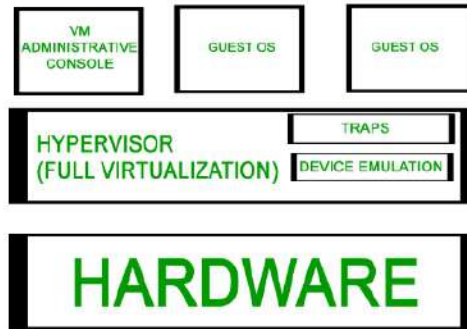 VM
ADMINISTRATIVE
CONSOLE
GUEST OS
GUEST OS
HYPERVISOR
(FULL VIRTUALIZATION)
TRAPS
DEVICE EMULATION
HARDWARE